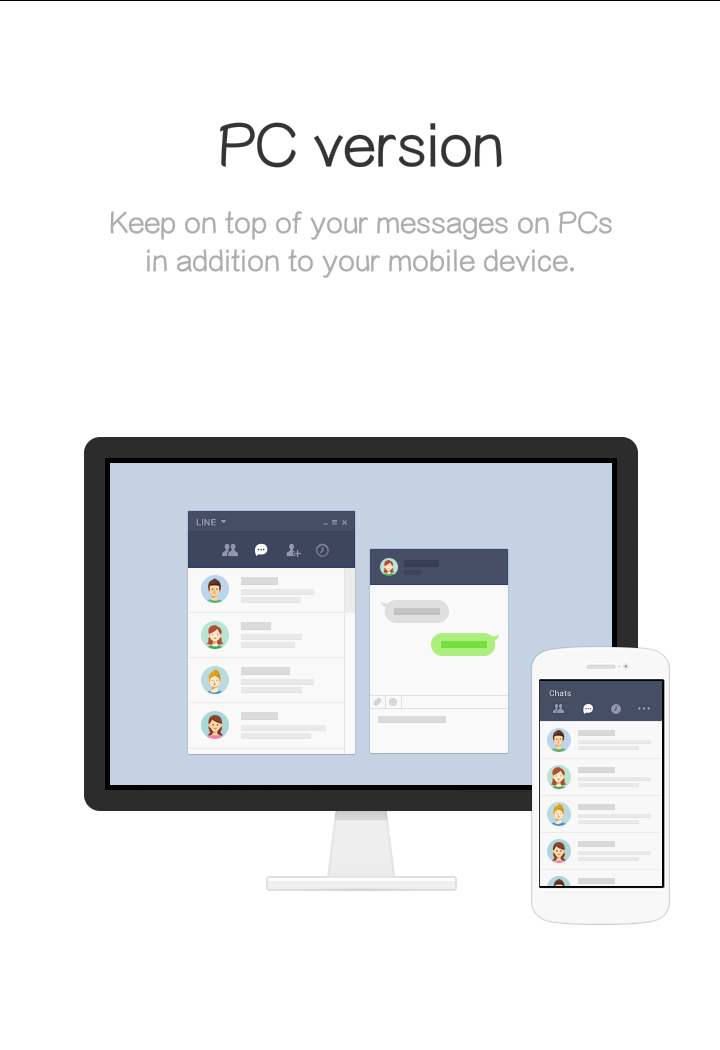 PC version
Keep on top of your messages on PCs
in addition to your mobile device.
LINE
Chats